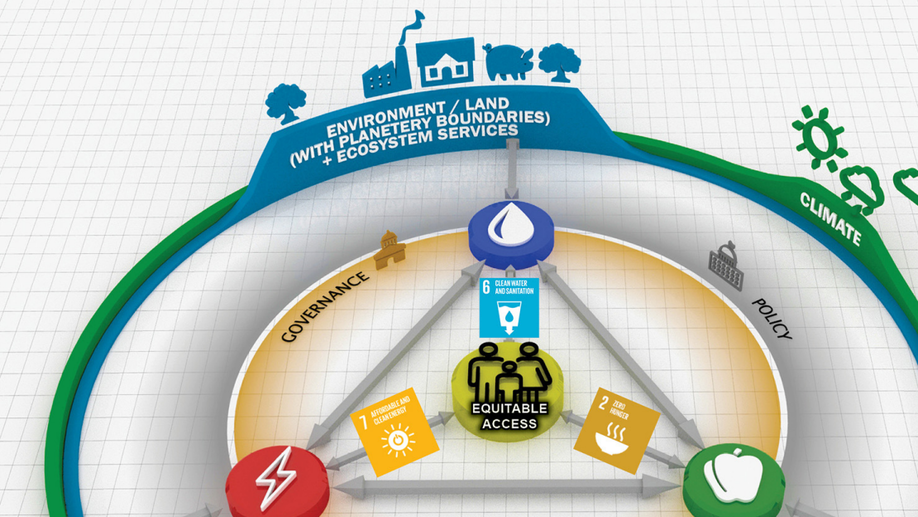 ENVIRONMENT / LAND
(WITH PLANETERY BOUNDARIES)
+ ECOSYSTEM SERVICES
CLIMATE
GOVERNANCE
POLICY
6 CLEAN WATER
AND SANITATION
7 AFFORDABLE AND
CLEAN ENERGY
2 ZERO
HUNGER
EQUITABLE
ACCESS